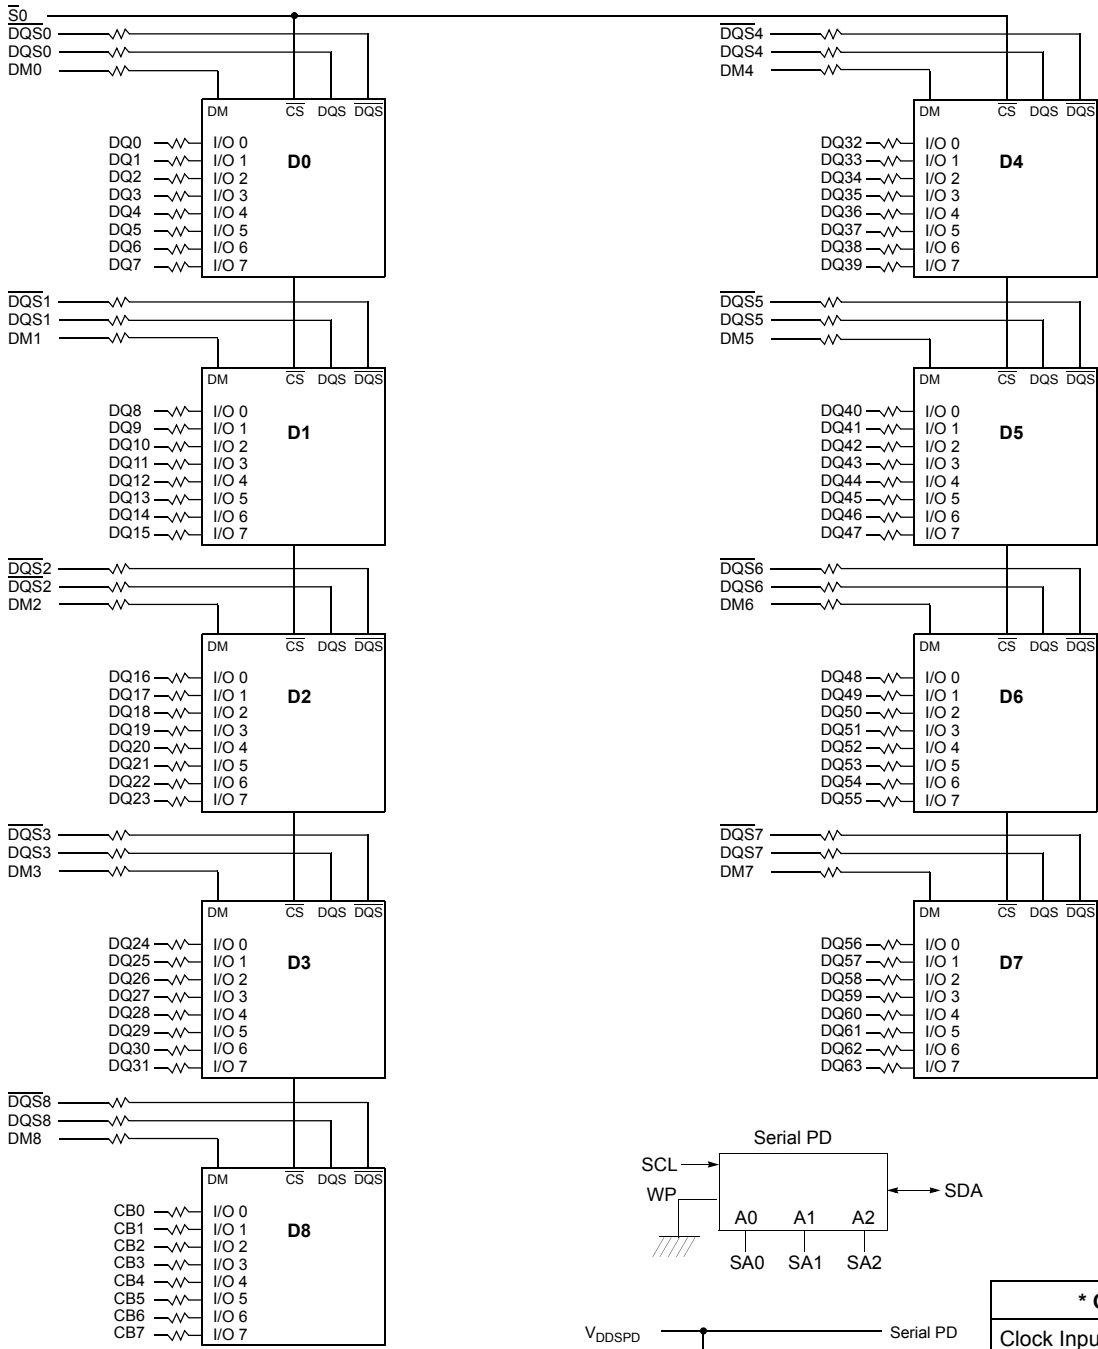 S0
DQS0
DQS0
DM0
DM CS DQS DQS
D0
DQ0 I/O 0
DQ1 I/O 1
DQ2 I/O 2
DQ3 I/O 3
DQ4 I/O 4
DQ5 I/O 5
DQ6 I/O 6
DQ7 I/O 7
DQS1
DQS1
DM1
DM CS DQS DQS
D1
DQ8 I/O 0
DQ9 I/O 1
DQ10 I/O 2
DQ11 I/O 3
DQ12 I/O 4
DQ13 I/O 5
DQ14 I/O 6
DQ15 I/O 7
DQS2
DQS2
DM2
DM CS DQS DQS
D2
DQ16 I/O 0
DQ17 I/O 1
DQ18 I/O 2
DQ19 I/O 3
DQ20 I/O 4
DQ21 I/O 5
DQ22 I/O 6
DQ23 I/O 7
DQS3
DQS3
DM3
DM CS DQS DQS
D3
DQ24 I/O 0
DQ25 I/O 1
DQ26 I/O 2
DQ27 I/O 3
DQ28 I/O 4
DQ29 I/O 5
DQ30 I/O 6
DQ31 I/O 7
DQS8
DQS8
DM8
DM CS DQS DQS
D8
CB0 I/O 0
CB1 I/O 1
CB2 I/O 2
CB3 I/O 3
CB4 I/O 4
CB5 I/O 5
CB6 I/O 6
CB7 I/O 7
DQS4
DQS4
DM4
DM CS DQS DQS
D4
DQ32 I/O 0
DQ33 I/O 1
DQ34 I/O 2
DQ35 I/O 3
DQ36 I/O 4
DQ37 I/O 5
DQ38 I/O 6
DQ39 I/O 7
DQS5
DQS5
DM5
DM CS DQS DQS
D5
DQ40 I/O 0
DQ41 I/O 1
DQ42 I/O 2
DQ43 I/O 3
DQ44 I/O 4
DQ45 I/O 5
DQ46 I/O 6
DQ47 I/O 7
DQS6
DQS6
DM6
DM CS DQS DQS
D6
DQ48 I/O 0
DQ49 I/O 1
DQ50 I/O 2
DQ51 I/O 3
DQ52 I/O 4
DQ53 I/O 5
DQ54 I/O 6
DQ55 I/O 7
DQS7
DQS7
DM7
DM CS DQS DQS
D7
DQ56 I/O 0
DQ57 I/O 1
DQ58 I/O 2
DQ59 I/O 3
DQ60 I/O 4
DQ61 I/O 5
DQ62 I/O 6
DQ63 I/O 7
Serial PD
SCL
WP
SDA
A0 A1 A2
SA0 SA1 SA2
VDDSPD Serial PD
*
Clock